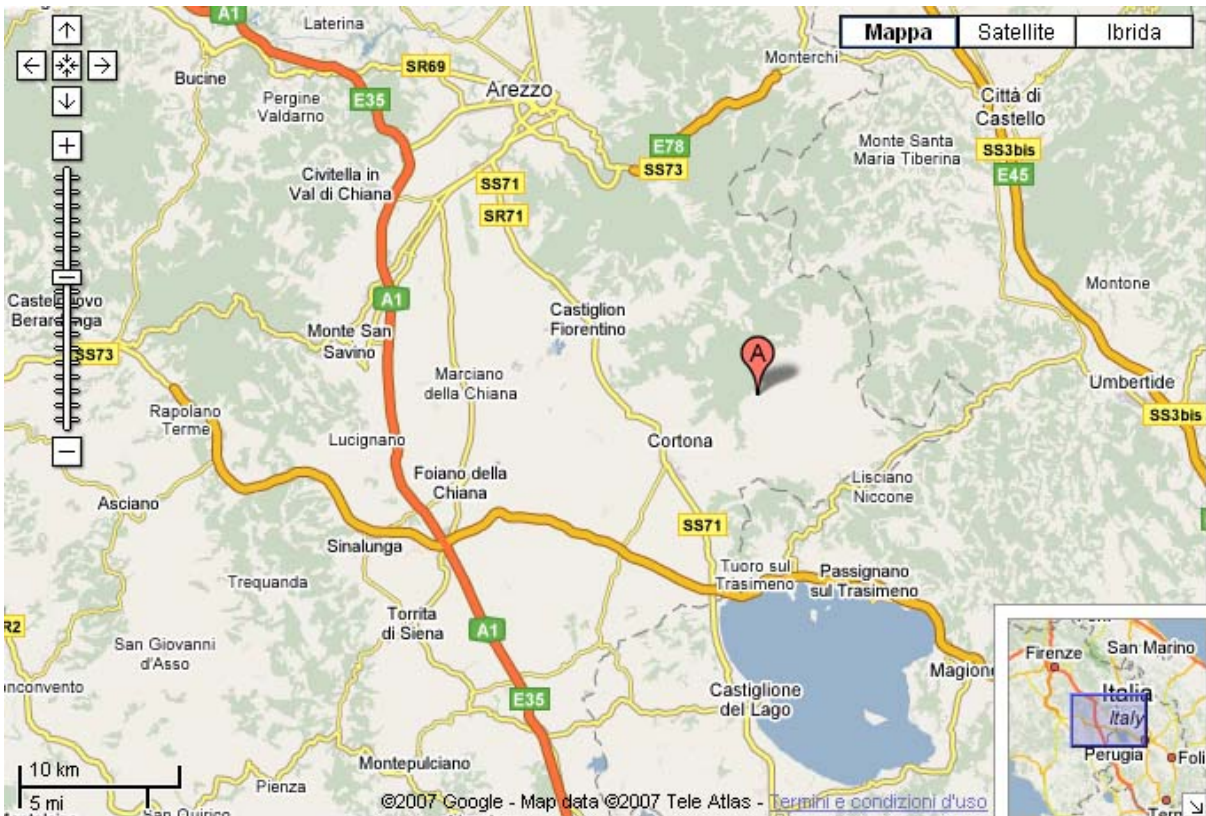 A1
Laterina
Mappa
Satellite
Ibrida
Monterchi
SR69
Bucine
Arezzo
E35
Pergine
Valdarno
Città di
Castello
E78
Monte Santa
Maria Tiberina
SS3bis
SS73
E45
Civitella in
Val di Chiana
SS71
SR71
Montone
A1
Castiglion
Fiorentino
Monte San
Savino
SS73
A
Marciano
della Chiana
Umbertide
SS3bis
Rapolano
Terme
Lucignano
Cortona
Foiano della
Chiana
Lisciano
Niccone
Asciano
SS71
Sinalunga
Tuoro sul
Trasimeno
Passignano
sul Trasimeno
Trequanda
Torrita
di Siena
A1
R2
San Giovanni
d'Asso
Firenze
San Marino
Magione
Italia
Italy
onconvento
E35
Castiglione
del Lago
Perugia
Foli
10 km
Montepulciano
5 mi
Pienza
©2007 Google - Map data ©2007 Tele Atlas - Termini e condizioni d'uso
San Quirico
Tern